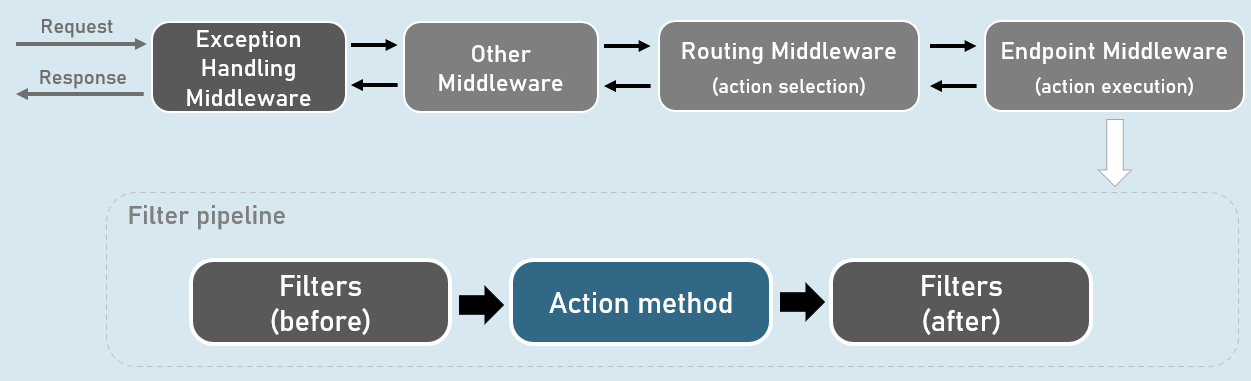 Request
Response
Exception
Handling
Middleware
Other
Middleware
Routing Middleware
(action selection)
Endpoint Middleware
(action execution)
Filter pipeline
Filters
(before)
Action method
Filters
(after)